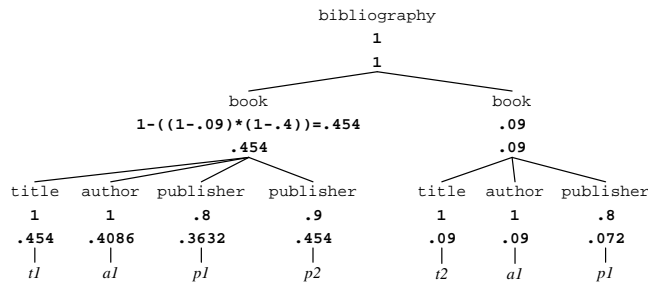 bibliography
1
1
book book
1-((1-.09)*(1-.4))=.454 .09
.454 .09
title author publisher publisher title author publisher
1 1 .8 .9 1 1 .8
.454 .4086 .3632 .454 .09 .09 .072
t1 a1 p1 p2 t2 a1 p1